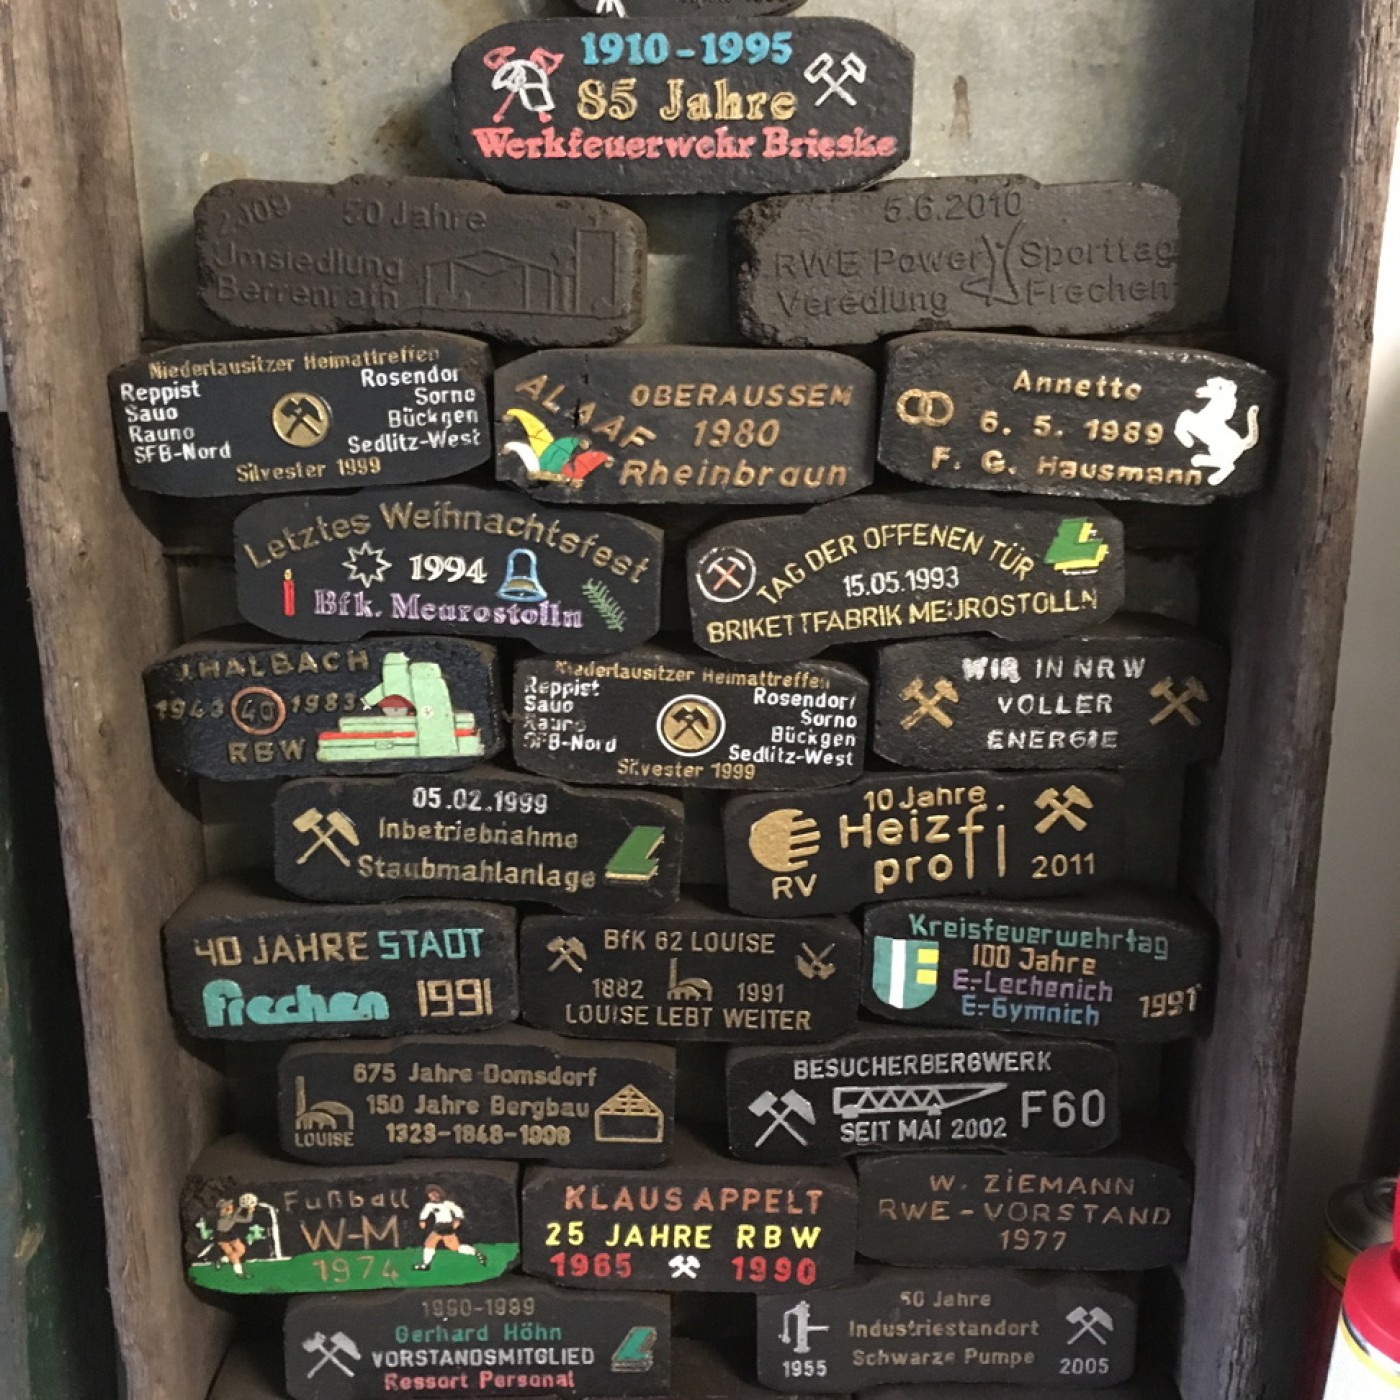 1910-1995
85 Jahre
Werkfeuerwehr Brieske
2009 50 Jahre
Umsiedlung
Berrenrath
5.6.2010
RWE Power Sporttag
Veredlung Frechen
Niederlausitzer Heimattreffen
Reppist Rosendorf
Sauo Sorno
Rauno Bückgen
SFB-Nord Sedlitz-West
Silvester 1999
ALAAF
OBERAUSSEM
1980
Rheinbraun
Annette
6. 5. 1989
F. G. Hausmann
Letztes Weihnachtsfest
1994
Bfk. Meurostolln
TAG DER OFFENEN TÜR
15.05.1993
BRIKETTFABRIK MEUROSTOLLN
J.HALBACH
1943 40 1983
RBW
Niederlausitzer Heimattreffen
Reppist Rosendorf
Sauo Sorno
Rauno Bückgen
SFB-Nord Sedlitz-West
Silvester 1999
WIR IN NRW
VOLLER
ENERGIE
05.02.1999
Inbetriebnahme
Staubmahlanlage
L
10 Jahre
Heizfi
profi
RV 2011
40 JAHRE STADT
frechen 1991
BfK 62 LOUISE
1882 1991
LOUISE LEBT WEITER
Kreisfeuerwehrtag
100 Jahre
E.-Lechenich
E.-Gymnich
1991
675 Jahre Domsdorf
150 Jahre Bergbau
LOUISE 1323-1848-1998
BESUCHERBERGWERK
F60
SEIT MAI 2002
Fußball
W-M
1974
KLAUS APPELT
25 JAHRE RBW
1965 1990
W. ZIEMANN
RWE-VORSTAND
1977
1990-1999
Gerhard Höhn
VORSTANDSMITGLIED
Ressort Personal
L
50 Jahre
Industriestandort
Schwarze Pumpe
1955 2005